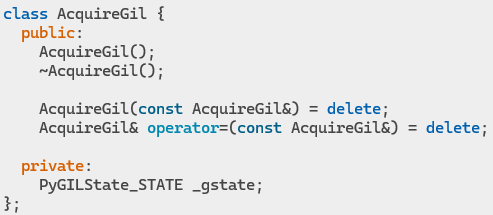 class AcquireGil {
  public:
    AcquireGil();
    ~AcquireGil();

    AcquireGil(const AcquireGil&) = delete;
    AcquireGil& operator=(const AcquireGil&) = delete;

  private:
    PyGILState_STATE _gstate;
};